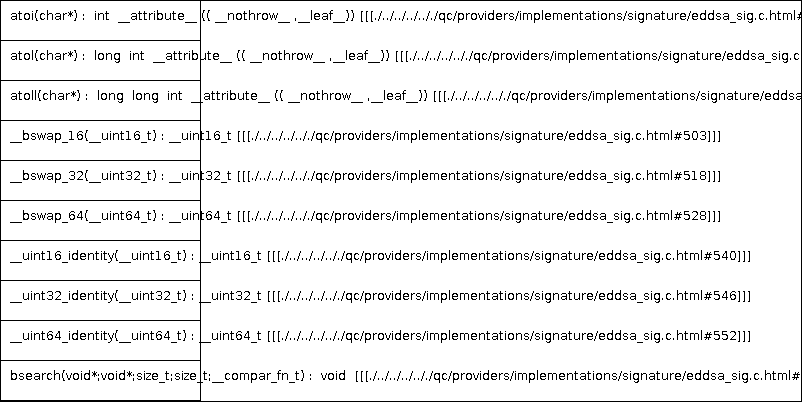 atoi(char*) : int __attribute__ (( __nothrow__ ,__leaf__)) [[[./../../../../qc/providers/implementations/signature/eddsa_sig.c.html#
atol(char*) : long int __attribute__ (( __nothrow__ ,__leaf__)) [[[./../../../../qc/providers/implementations/signature/eddsa_sig.c
atoll(char*) : long long int __attribute__ (( __nothrow__ ,__leaf__)) [[[./../../../../qc/providers/implementations/signature/eddsa
__bswap_16(__uint16_t) : __uint16_t [[[./../../../../qc/providers/implementations/signature/eddsa_sig.c.html#503]]]
__bswap_32(__uint32_t) : __uint32_t [[[./../../../../qc/providers/implementations/signature/eddsa_sig.c.html#518]]]
__bswap_64(__uint64_t) : __uint64_t [[[./../../../../qc/providers/implementations/signature/eddsa_sig.c.html#528]]]
__uint16_identity(__uint16_t) : __uint16_t [[[./../../../../qc/providers/implementations/signature/eddsa_sig.c.html#540]]]
__uint32_identity(__uint32_t) : __uint32_t [[[./../../../../qc/providers/implementations/signature/eddsa_sig.c.html#546]]]
__uint64_identity(__uint64_t) : __uint64_t [[[./../../../../qc/providers/implementations/signature/eddsa_sig.c.html#552]]]
bsearch(void*;void*;size_t;size_t;__compar_fn_t) : void [[[./../../../../qc/providers/implementations/signature/eddsa_sig.c.html#